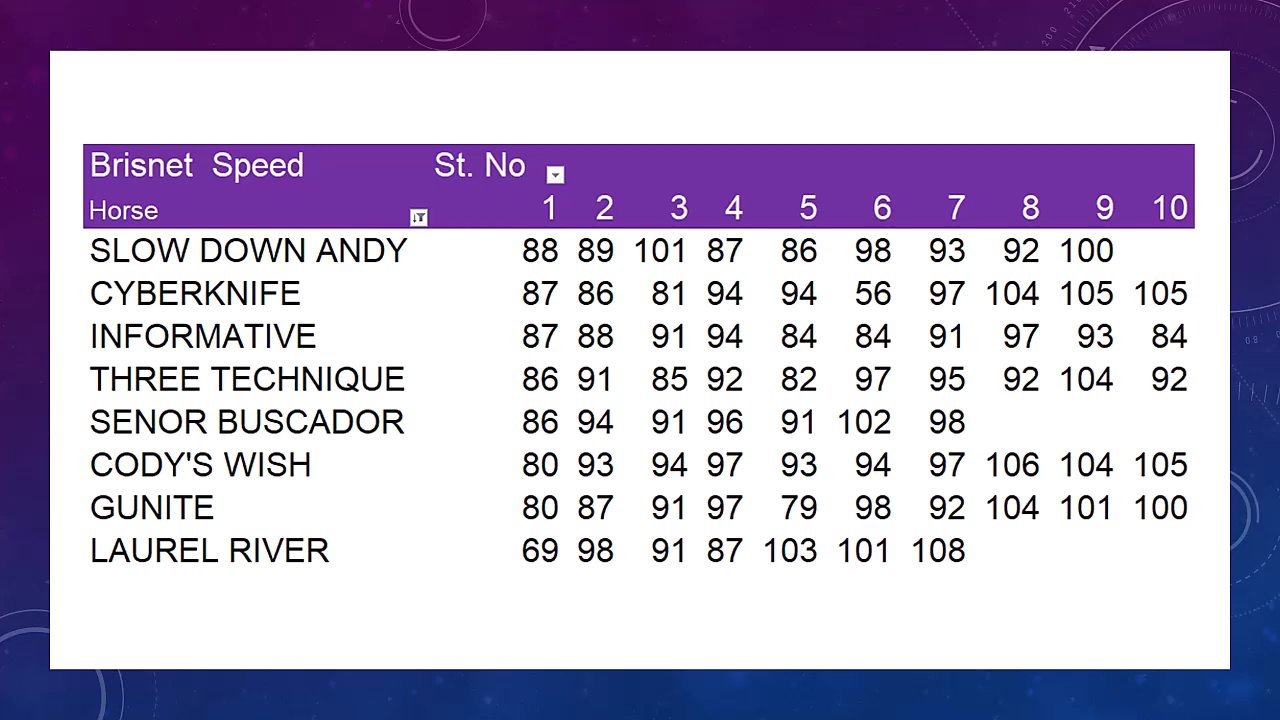 Brisnet Speed St. No
Horse 1 2 3 4 5 6 7 8 9 10
SLOW DOWN ANDY 88 89 101 87 86 98 93 92 100
CYBERKNIFE 87 86 81 94 94 56 97 104 105 105
INFORMATIVE 87 88 91 94 84 84 91 97 93 84
THREE TECHNIQUE 86 91 85 92 82 97 95 92 104 92
SENOR BUSCADOR 86 94 91 96 91 102 98
CODY'S WISH 80 93 94 97 93 94 97 106 104 105
GUNITE 80 87 91 97 79 98 92 104 101 100
LAUREL RIVER 69 98 91 87 103 101 108